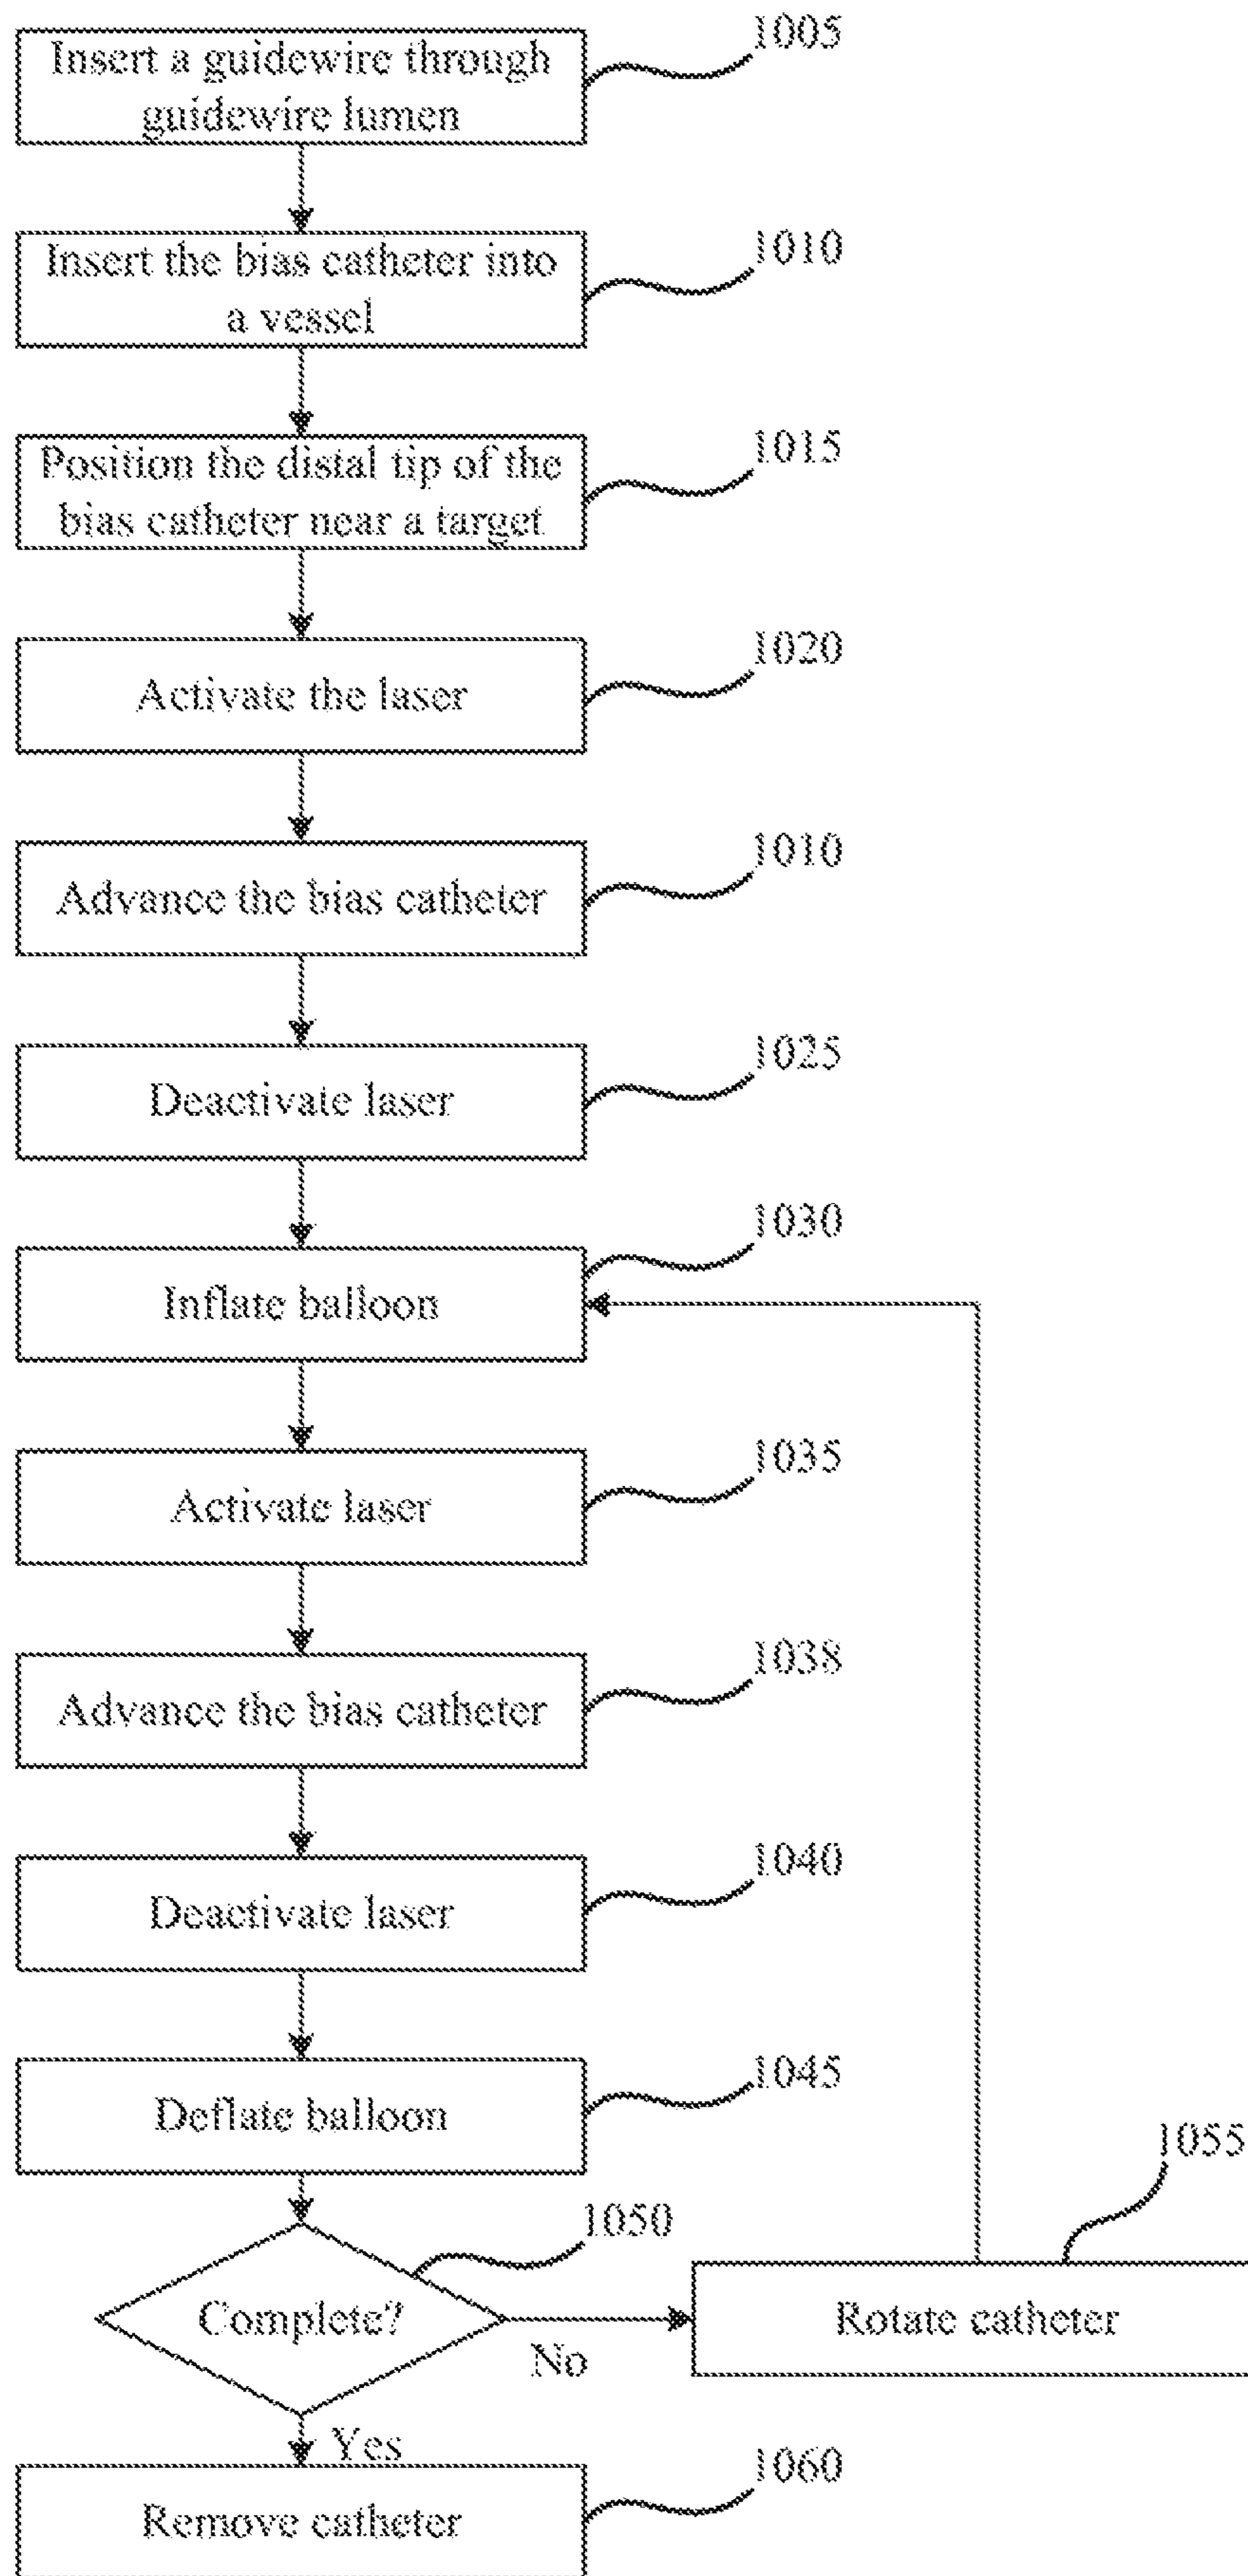 1005
Insert a guidewire through
guidewire lumen
1010
Insert the bias catheter into
a vessel
1015
Position the distal tip of the
bias catheter near a target
1020
Activate the laser
1010
Advance the bias catheter
1025
Deactivate laser
1030
Inflate balloon
1035
Activate laser
1038
Advance the bias catheter
1040
Deactivate laser
1045
Deflate balloon
1055
1050
Complete?
Rotate catheter
No
Yes
1060
Remove catheter